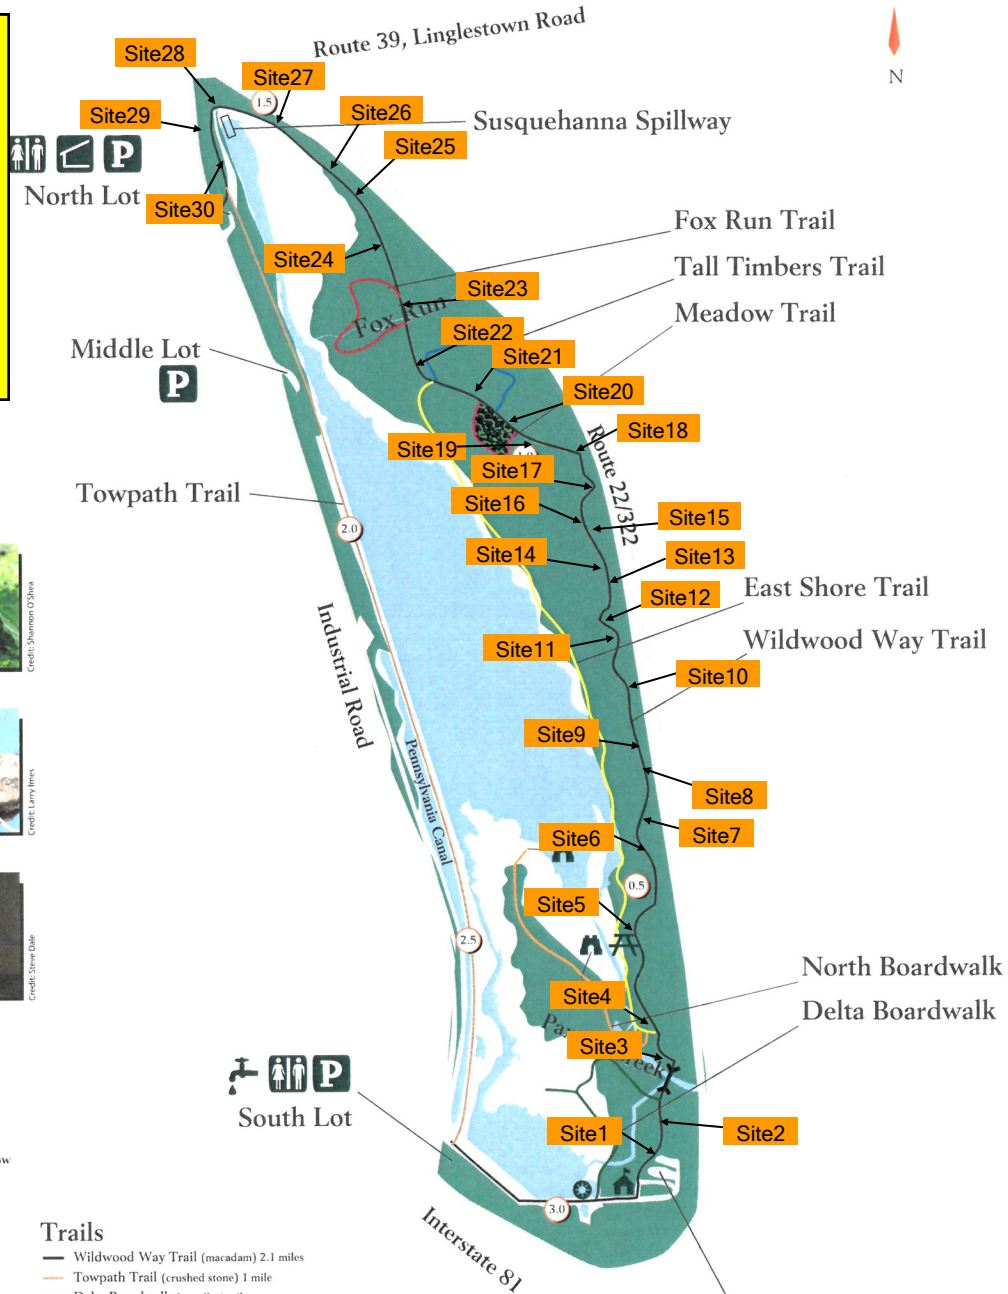 Route 39, Linglestown Road
Site28
Site27
N
1.5
Site29
Site26
Susquehanna Spillway
Site25
P
North Lot
Site30
Fox Run Trail
Site24
Tall Timbers Trail
Site23
Fox Run
Meadow Trail
Site22
Middle Lot
Site21
P
Site20
Site18
Site19
Route 22/322
Site17
Towpath Trail
Site16
Site15
2.0
Site14
Site13
East Shore Trail
Site12
Credit: Shannon O'Shea
Industrial Road
Site11
Wildwood Way Trail
Site10
Site9
Pennsylvania Canal
Site8
Credit: Larry Imes
Site6
Site7
0.5
Site5
2.5
Credit: Steve Dale
North Boardwalk
Site4
Delta Boardwalk
Site3
P
South Lot
Site1
Site2
3.0
Interstate 81
Trails
Wildwood Way Trail (macadam) 2.1 miles
Towpath Trail (crushed stone) 1 mile